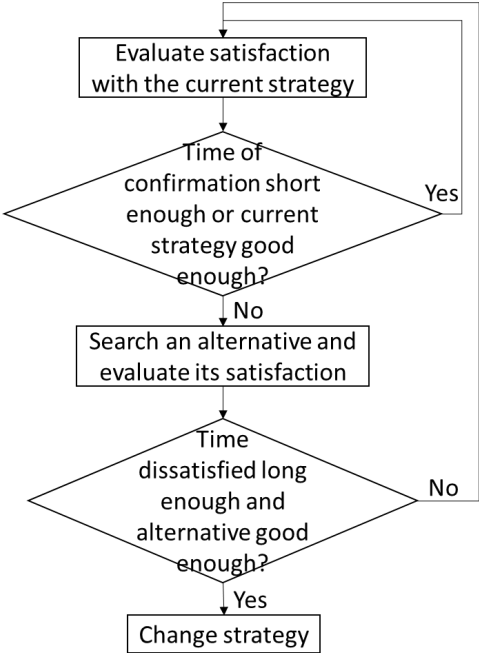 Evaluate satisfaction
with the current strategy
Time of
confirmation short
enough or current
strategy good
enough?
Yes
No
Search an alternative and
evaluate its satisfaction
Time
dissatisfied long
enough and
alternative good
enough?
No
Yes
Change strategy